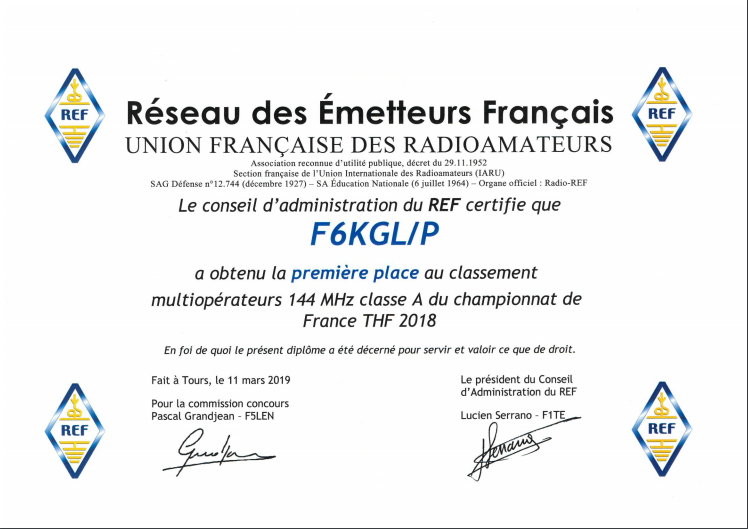 REF
REF
Réseau des Émetteurs Français
UNION FRANÇAISE DES RADIOAMATEURS
Association reconnue d'utilité publique, décret du 29.11.1952
Section française de l'Union Internationale des Radioamateurs (IARU)
SAG Défense n°12.744 (décembre 1927) – SA Éducation Nationale (6 juillet 1964) – Organe officiel : Radio-REF
Le conseil d'administration du REF certifie que
F6KGL/P
a obtenu la première place au classement
multiopérateurs 144 MHz classe A du championnat de
France THF 2018
En foi de quoi le présent diplôme a été décerné pour servir et valoir ce que de droit.
Fait à Tours, le 11 mars 2019
Pour la commission concours
Pascal Grandjean – F5LEN
Le président du Conseil
d'Administration du REF
Lucien Serrano – F1TE
REF
REF